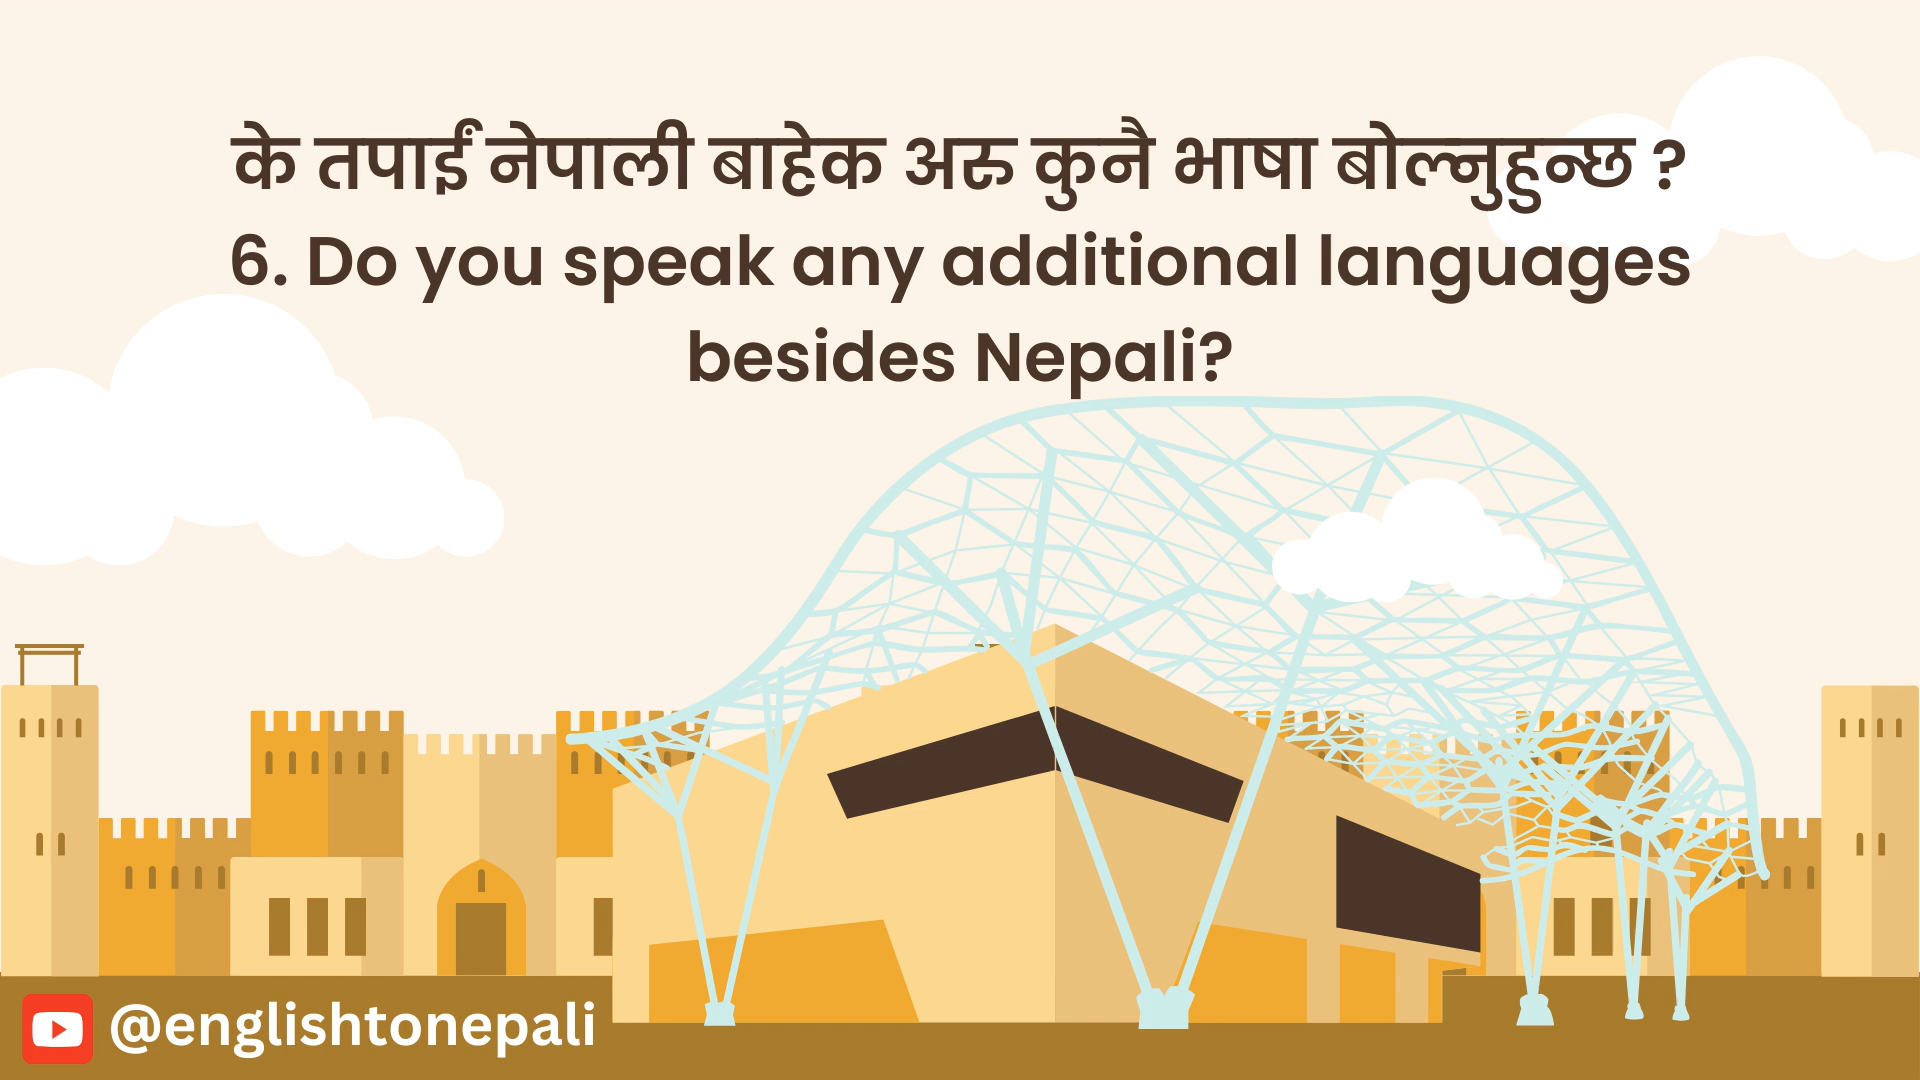 के तपाईं नेपाली बाहेक अरु कुनै भाषा बोल्नुहुन्छ ?
6. Do you speak any additional languages
besides Nepali?
@englishtonepali